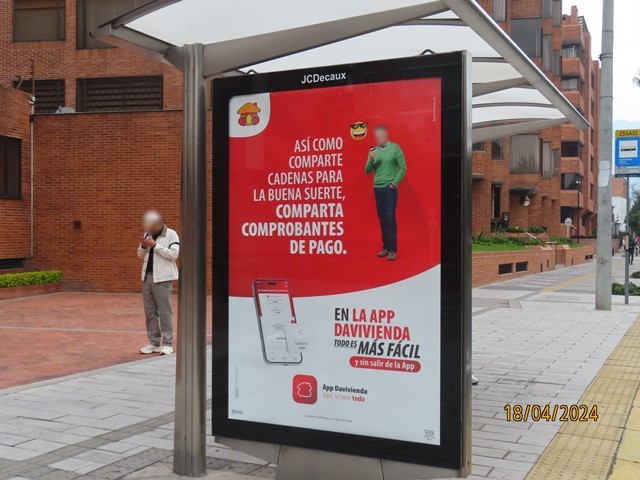 JCDecaux
ASÍ COMO
COMPARTE
CADENAS PARA
LA BUENA SUERTE,
COMPARTA
COMPROBANTES
DE PAGO.
EN LA APP
DAVIVIENDA
TODO ES MÁS FÁCIL
y sin salir de la App
App Davivienda
Aquí, lo tiene todo
18/04/2024